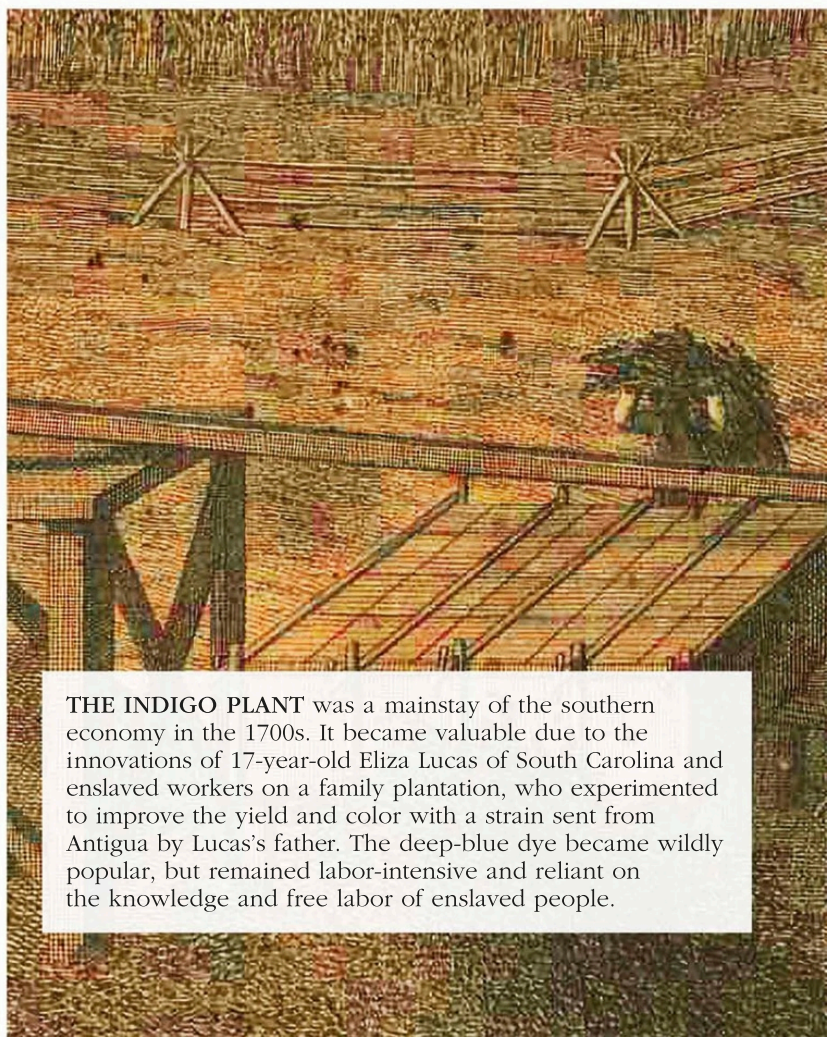 THE INDIGO PLANT was a mainstay of the southern
economy in the 1700s. It became valuable due to the
innovations of 17-year-old Eliza Lucas of South Carolina and
enslaved workers on a family plantation, who experimented
to improve the yield and color with a strain sent from
Antigua by Lucas’s father. The deep-blue dye became wildly
popular, but remained labor-intensive and reliant on
the knowledge and free labor of enslaved people.